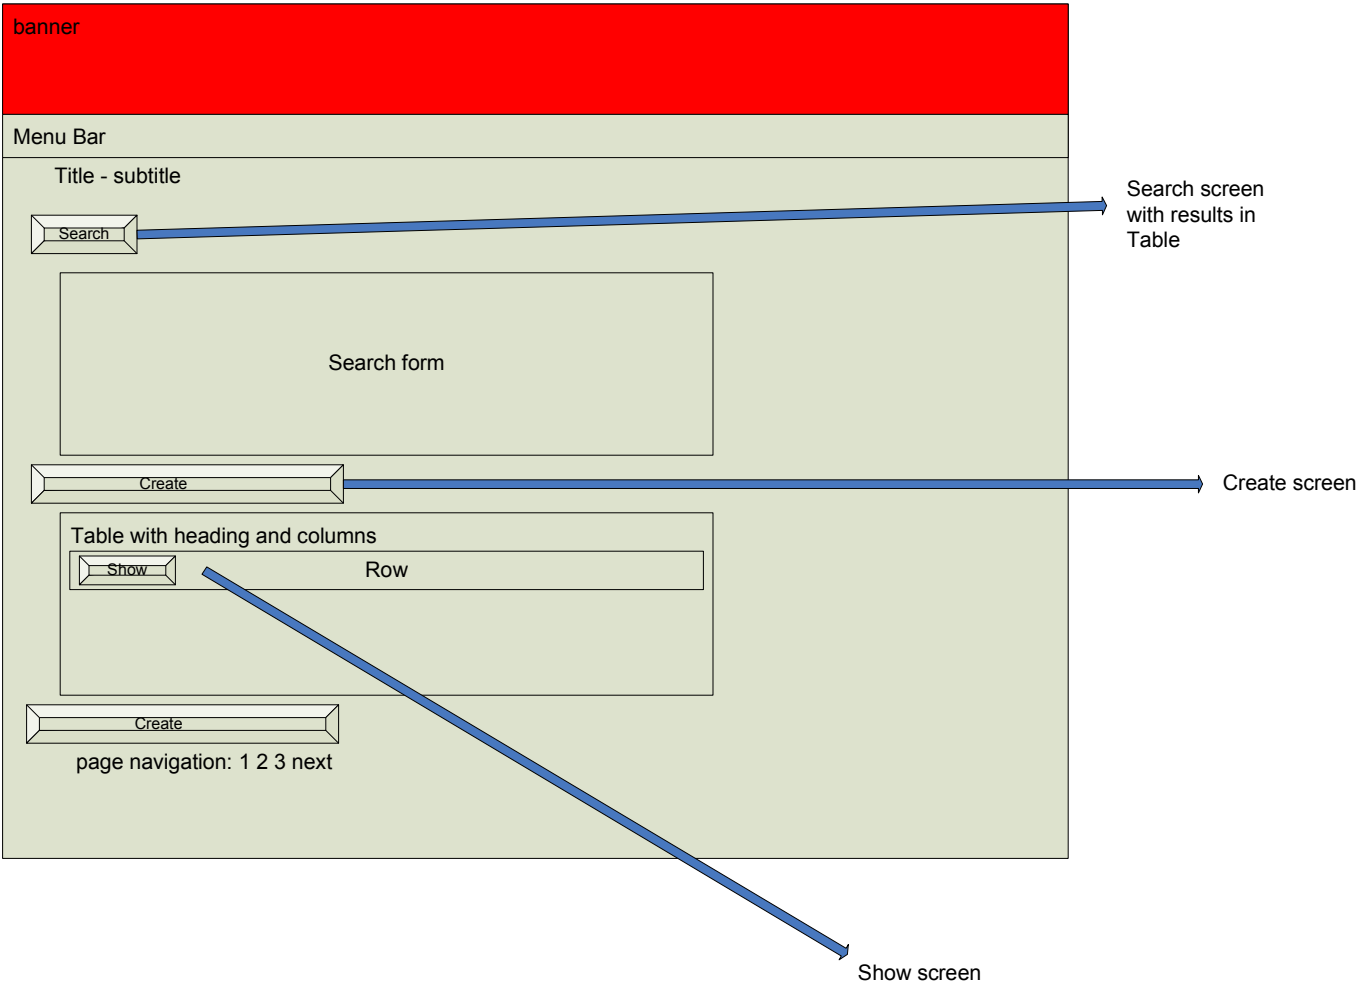 banner
Menu Bar
Title - subtitle
Search
Search screen
with results in
Table
Search form
Create
Create screen
Table with heading and columns
Show
Row
Create
page navigation: 1 2 3 next
Show screen